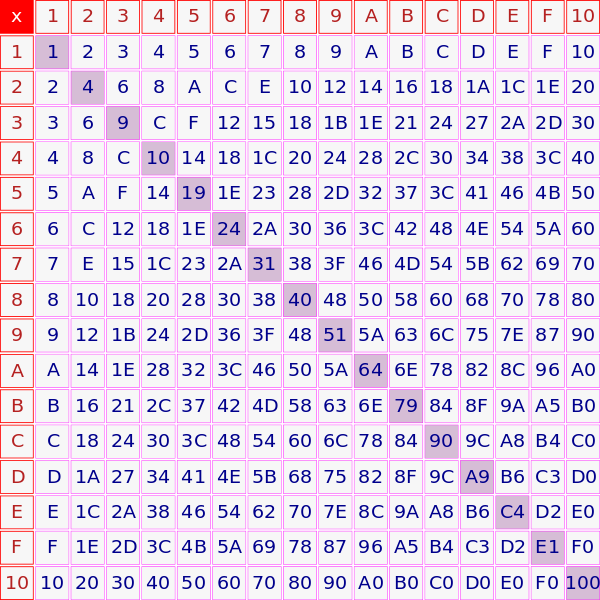 x 1 2 3 4 5 6 7 8 9 A B C D E F 10
1 1 2 3 4 5 6 7 8 9 A B C D E F 10
2 2 4 6 8 A C E 10 12 14 16 18 1A 1C 1E 20
3 3 6 9 C F 12 15 18 1B 1E 21 24 27 2A 2D 30
4 4 8 C 10 14 18 1C 20 24 28 2C 30 34 38 3C 40
5 5 A F 14 19 1E 23 28 2D 32 37 3C 41 46 4B 50
6 6 C 12 18 1E 24 2A 30 36 3C 42 48 4E 54 5A 60
7 7 E 15 1C 23 2A 31 38 3F 46 4D 54 5B 62 69 70
8 8 10 18 20 28 30 38 40 48 50 58 60 68 70 78 80
9 9 12 1B 24 2D 36 3F 48 51 5A 63 6C 75 7E 87 90
A A 14 1E 28 32 3C 46 50 5A 64 6E 78 82 8C 96 A0
B B 16 21 2C 37 42 4D 58 63 6E 79 84 8F 9A A5 B0
C C 18 24 30 3C 48 54 60 6C 78 84 90 9C A8 B4 C0
D D 1A 27 34 41 4E 5B 68 75 82 8F 9C A9 B6 C3 D0
E E 1C 2A 38 46 54 62 70 7E 8C 9A A8 B6 C4 D2 E0
F F 1E 2D 3C 4B 5A 69 78 87 96 A5 B4 C3 D2 E1 F0
10 10 20 30 40 50 60 70 80 90 A0 B0 C0 D0 E0 F0 100